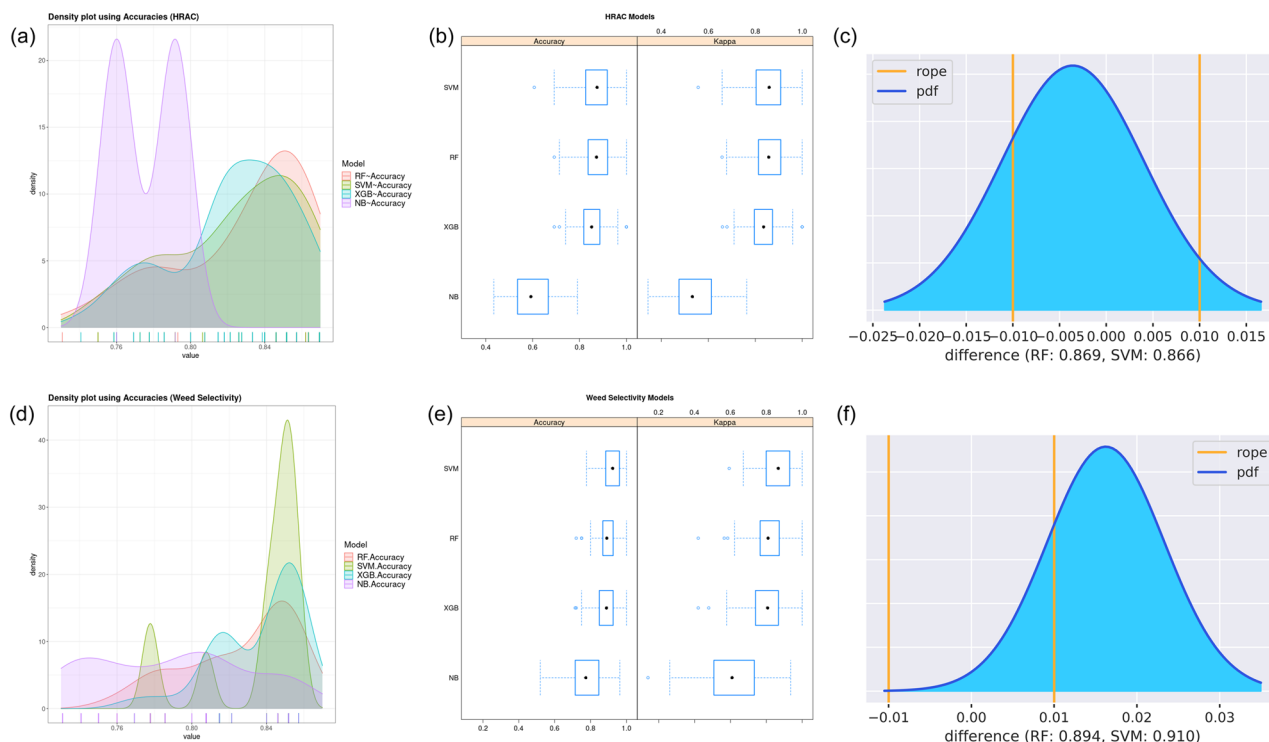 (a)
Density plot using Accuracies (HRAC)
20
15
10
5
0
density
0.76
0.80
0.84
value
Model
RF~Accuracy
SVM~Accuracy
XGB~Accuracy
NB~Accuracy
(b)
HRAC Models
0.4 0.6 0.8 1.0
Accuracy Kappa
SVM
RF
XGB
NB
0.4 0.6 0.8 1.0
(c)
rope
pdf
−0.025−0.020−0.015−0.010−0.005 0.000 0.005 0.010 0.015
difference (RF: 0.869, SVM: 0.866)
(d)
Density plot using Accuracies (Weed Selectivity)
40
30
20
10
0
density
0.76
0.80
0.84
value
Model
RF.Accuracy
SVM.Accuracy
XGB.Accuracy
NB.Accuracy
(e)
Weed Selectivity Models
0.2 0.4 0.6 0.8 1.0
Accuracy Kappa
SVM
RF
XGB
NB
0.2 0.4 0.6 0.8 1.0
(f)
rope
pdf
−0.01 0.00 0.01 0.02 0.03
difference (RF: 0.894, SVM: 0.910)